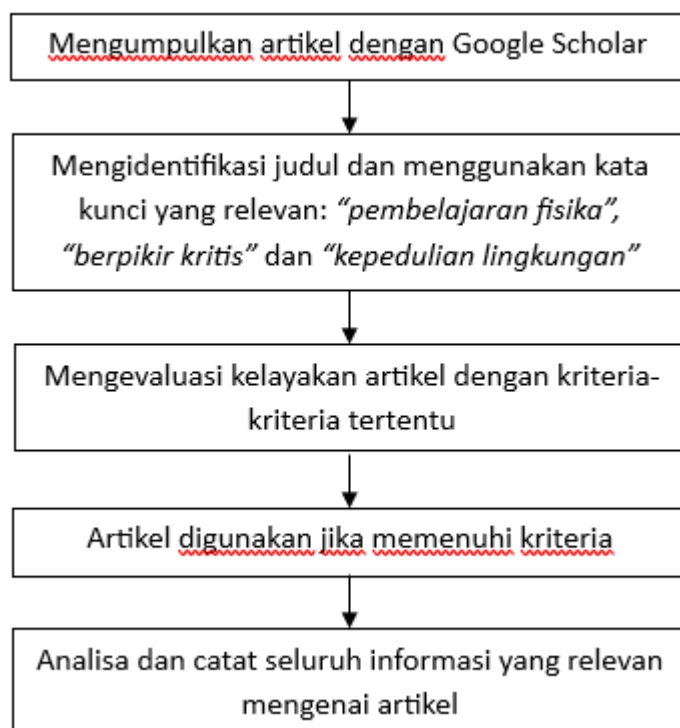 Mengumpulkan artikel dengan Google Scholar
Mengidentifikasi judul dan menggunakan kata
kunci yang relevan: “pembelajaran fisika”,
“berpikir kritis” dan “kepedulian lingkungan”
Mengevaluasi kelayakan artikel dengan kriteria-
kriteria tertentu
Artikel digunakan jika memenuhi kriteria
Analisa dan catat seluruh informasi yang relevan
mengenai artikel